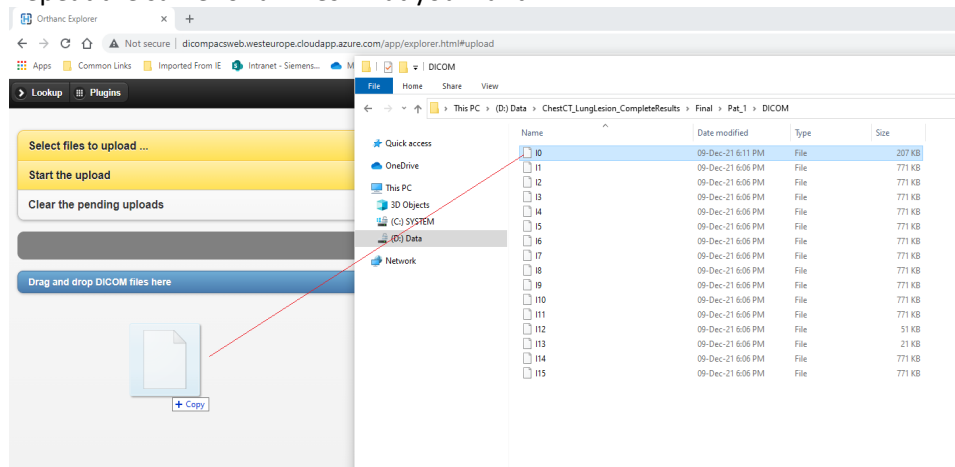 Orthanc Explorer
Not secure | dicompacsweb.westeurope.cloudapp.azure.com/app/explorer.html#upload
Apps Common Links Imported From IE Intranet - Siemens... M
Lookup Plugins
Select files to upload ...
Start the upload
Clear the pending uploads
Drag and drop DICOM files here
+ Copy
DICOM
File Home Share View
This PC > (D:) Data > ChestCT_LungLesion_CompleteResults > Final > Pat_1 > DICOM
Quick access
OneDrive
This PC
3D Objects
(C:) SYSTEM
(D:) Data
Network
Name Date modified Type Size
I0 09-Dec-21 6:11 PM File 207 KB
I1 09-Dec-21 6:06 PM File 771 KB
I2 09-Dec-21 6:06 PM File 771 KB
I3 09-Dec-21 6:06 PM File 771 KB
I4 09-Dec-21 6:06 PM File 771 KB
I5 09-Dec-21 6:06 PM File 771 KB
I6 09-Dec-21 6:06 PM File 771 KB
I7 09-Dec-21 6:06 PM File 771 KB
I8 09-Dec-21 6:06 PM File 771 KB
I9 09-Dec-21 6:06 PM File 771 KB
I10 09-Dec-21 6:06 PM File 771 KB
I11 09-Dec-21 6:06 PM File 771 KB
I12 09-Dec-21 6:06 PM File 51 KB
I13 09-Dec-21 6:06 PM File 21 KB
I14 09-Dec-21 6:06 PM File 771 KB
I15 09-Dec-21 6:06 PM File 771 KB